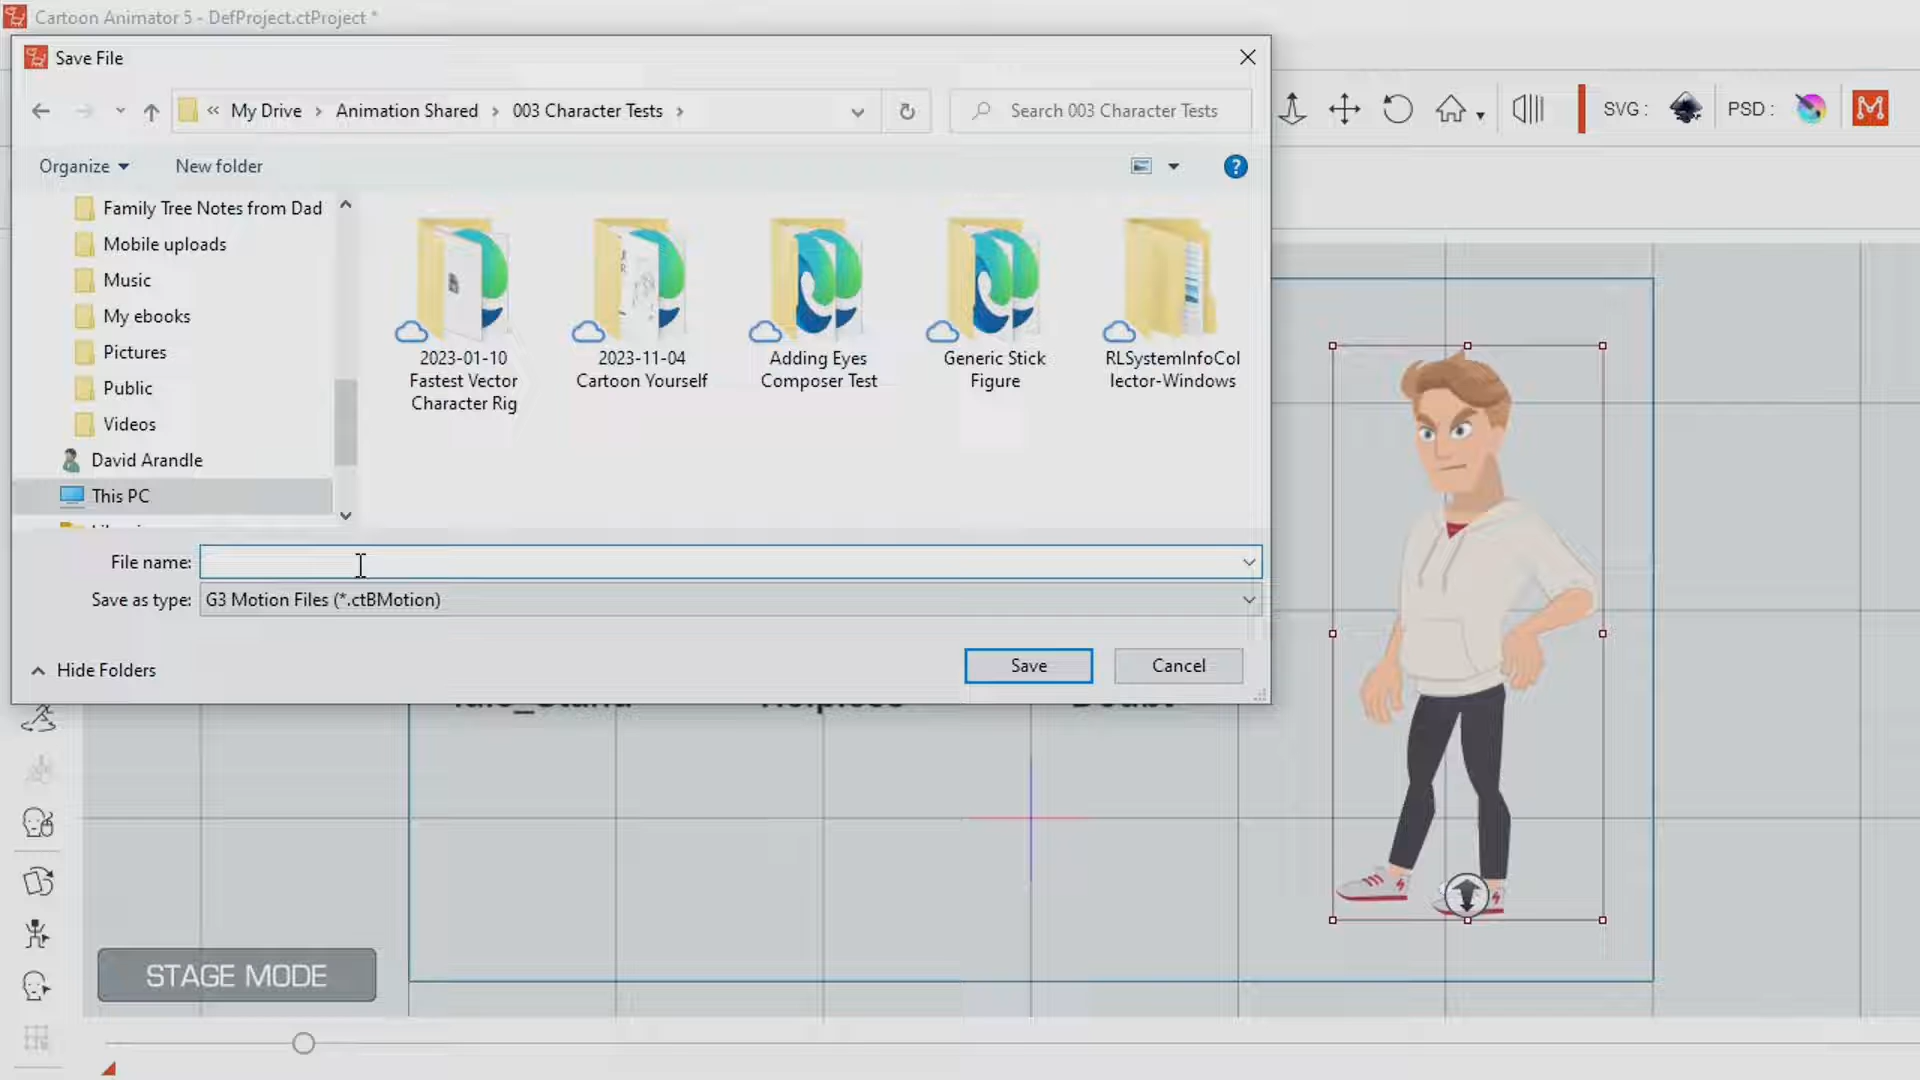 Cartoon Animator 5 - DefProject.ctProject *
Save File
« My Drive › Animation Shared › 003 Character Tests ›
Search 003 Character Tests
SVG :
PSD :
Organize
New folder
Family Tree Notes from Dad
Mobile uploads
Music
My ebooks
Pictures
Public
Videos
David Arandle
This PC
2023-01-10
Fastest Vector
Character Rig
2023-11-04
Cartoon Yourself
Adding Eyes
Composer Test
Generic Stick
Figure
RLSystemInfoCol
lector-Windows
File name:
Save as type:
G3 Motion Files (*.ctBMotion)
Hide Folders
Save
Cancel
STAGE MODE